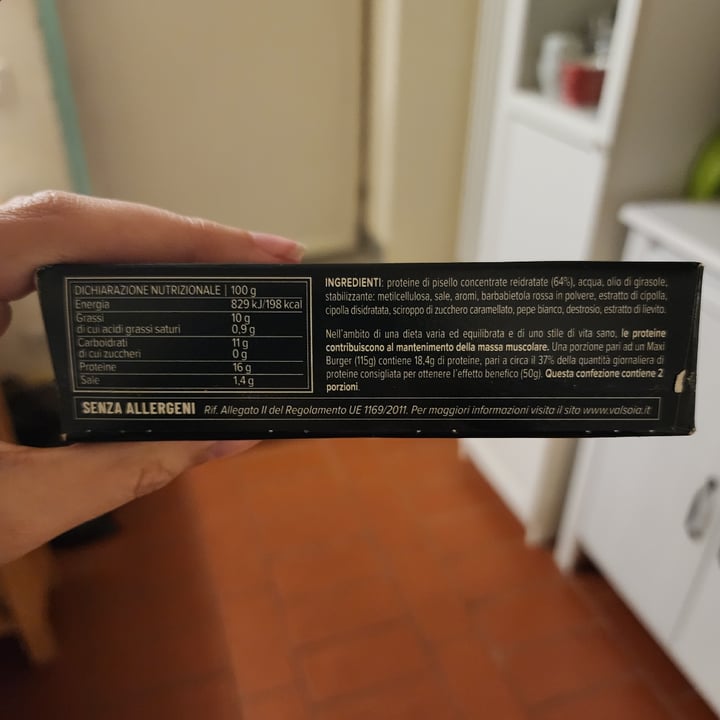 DICHIARAZIONE NUTRIZIONALE | 100 g
Energia 829 kJ/198 kcal
Grassi 10 g
di cui acidi grassi saturi 0,9 g
Carboidrati 11 g
di cui zuccheri 0 g
Proteine 16 g
Sale 1,4 g
INGREDIENTI: proteine di pisello concentrate reidratate (64%), acqua, olio di girasole,
stabilizzante: metilcellulosa, sale, aromi, barbabietola rossa in polvere, estratto di cipolla,
cipolla disidratata, sciroppo di zucchero caramellato, pepe bianco, destrosio, estratto di lievito.
Nell'ambito di una dieta varia ed equilibrata e di uno stile di vita sano, le proteine
contribuiscono al mantenimento della massa muscolare. Una porzione pari ad un Maxi
Burger (115g) contiene 18,4g di proteine, pari a circa il 37% della quantità giornaliera di
proteine consigliata per ottenere l'effetto benefico (50g). Questa confezione contiene 2
porzioni.
SENZA ALLERGENI Rif. Allegato II del Regolamento UE 1169/2011. Per maggiori informazioni visita il sito www.valsoia.it